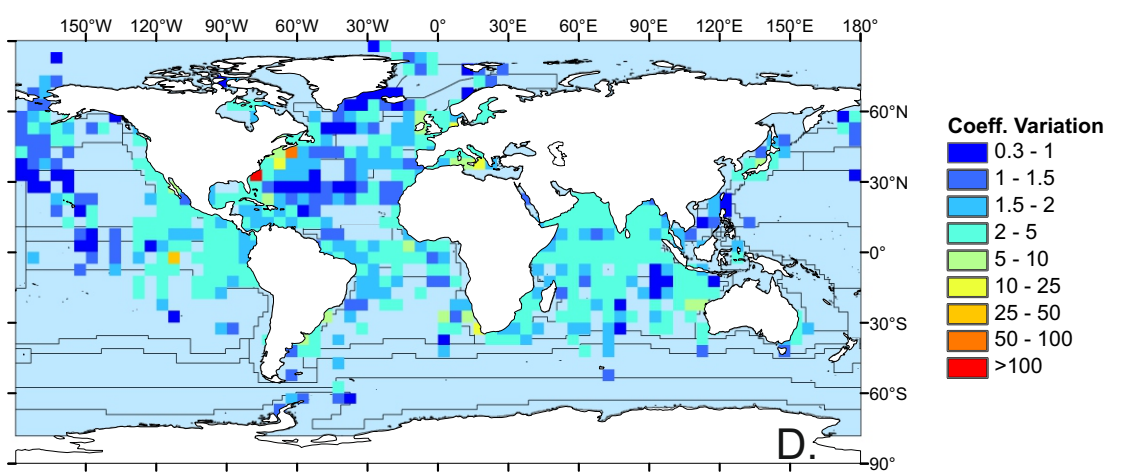 150°W 120°W 90°W 60°W 30°W 0° 30°E 60°E 90°E 120°E 150°E 180°
60°N
30°N
0°
30°S
60°S
90°
Coeff. Variation
0.3 - 1
1 - 1.5
1.5 - 2
2 - 5
5 - 10
10 - 25
25 - 50
50 - 100
>100
D.